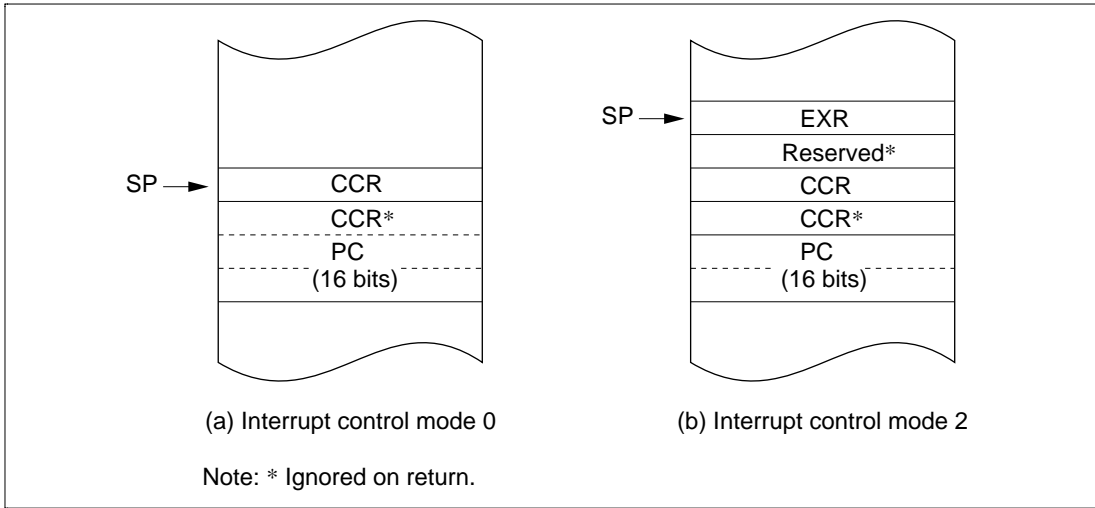 SP
CCR
CCR*
PC
(16 bits)
(a) Interrupt control mode 0
SP
EXR
Reserved*
CCR
CCR*
PC
(16 bits)
(b) Interrupt control mode 2
Note: * Ignored on return.